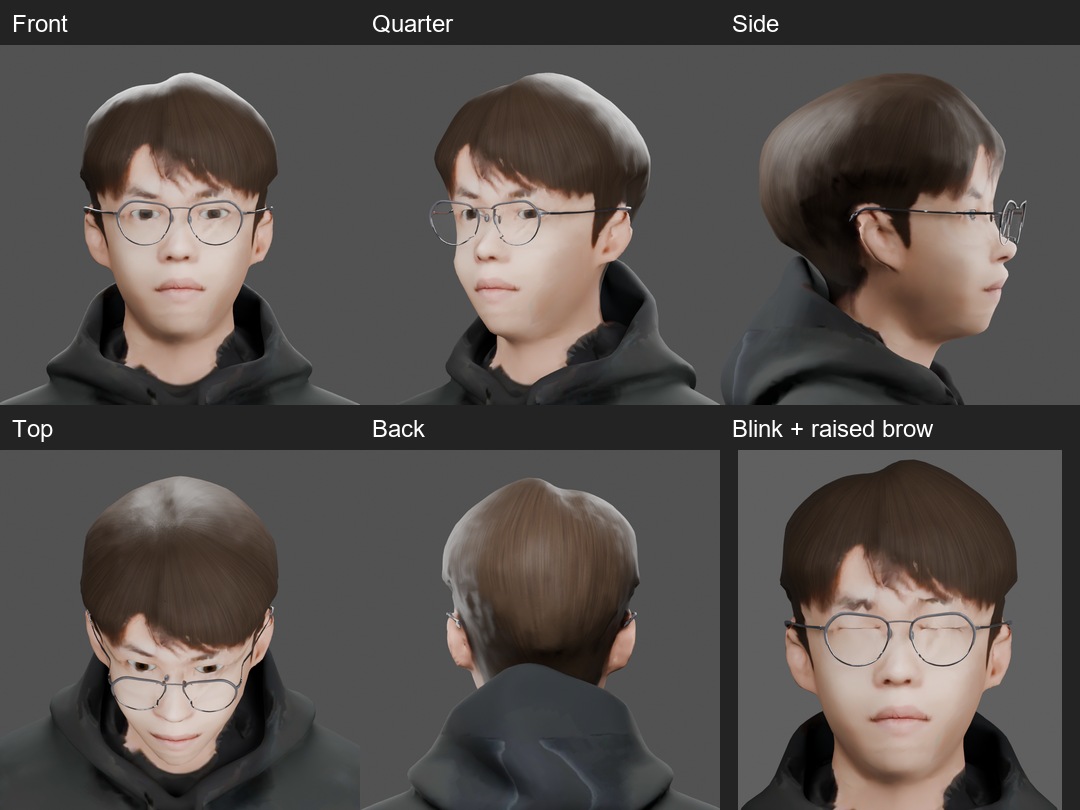 Front
Quarter
Side
Top
Back
Blink + raised brow